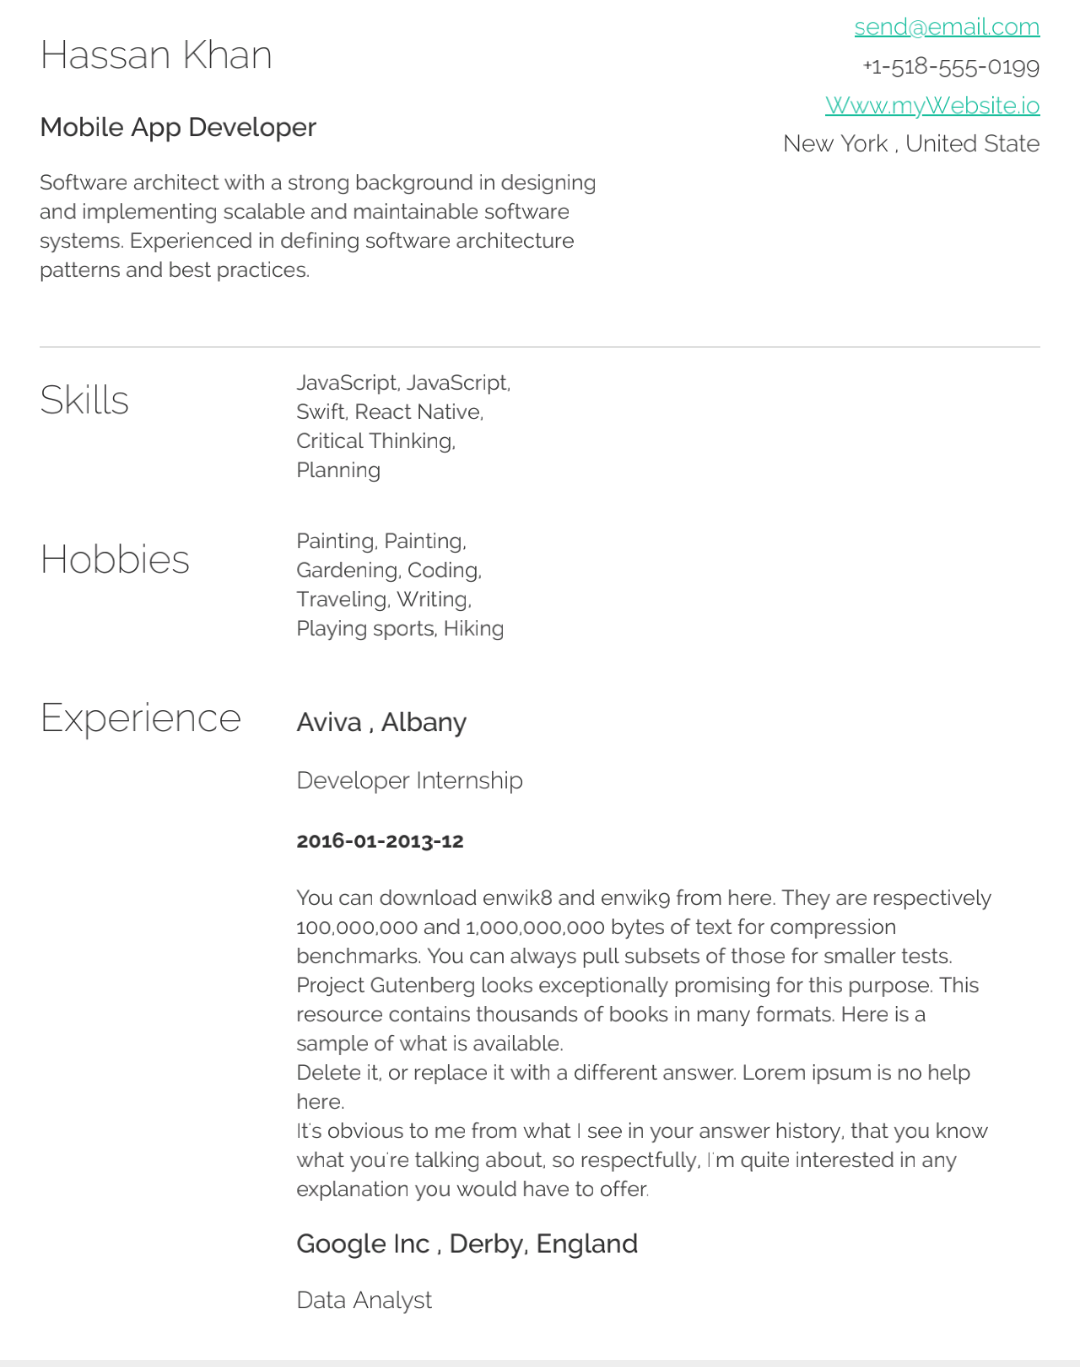 Hassan Khan
Mobile App Developer
Software architect with a strong background in designing
and implementing scalable and maintainable software
systems. Experienced in defining software architecture
patterns and best practices.
send@email.com
+1-518-555-0199
Www.myWebsite.io
New York , United State
Skills
JavaScript, JavaScript,
Swift, React Native,
Critical Thinking,
Planning
Hobbies
Painting, Painting,
Gardening, Coding,
Traveling, Writing,
Playing sports, Hiking
Experience
Aviva , Albany
Developer Internship
2016-01-2013-12
You can download enwik8 and enwik9 from here. They are respectively
100,000,000 and 1,000,000,000 bytes of text for compression
benchmarks. You can always pull subsets of those for smaller tests.
Project Gutenberg looks exceptionally promising for this purpose. This
resource contains thousands of books in many formats. Here is a
sample of what is available.
Delete it, or replace it with a different answer. Lorem ipsum is no help
here.
It's obvious to me from what I see in your answer history, that you know
what you're talking about, so respectfully, I'm quite interested in any
explanation you would have to offer.
Google Inc , Derby, England
Data Analyst